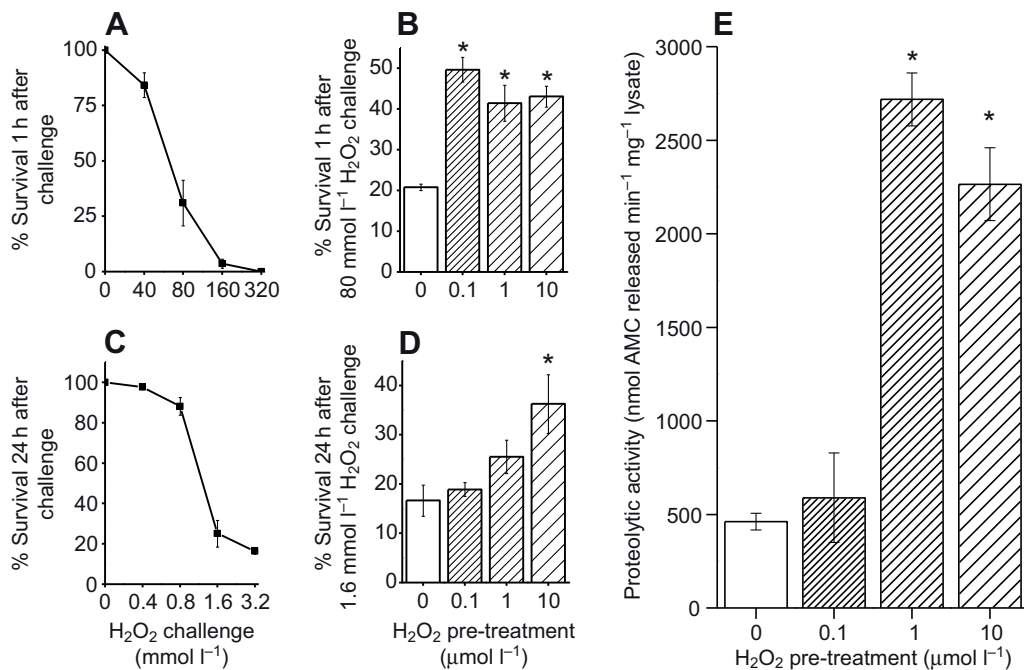 A
% Survival 1 h after
challenge
100
75
50
25
0
0 40 80 160 320
B
% Survival 1 h after
80 mmol l⁻¹ H₂O₂ challenge
50
40
30
20
10
0
* * *
0 0.1 1 10
C
% Survival 24 h after
challenge
100
80
60
40
20
0
0 0.4 0.8 1.6 3.2
H₂O₂ challenge
(mmol l⁻¹)
D
% Survival 24 h after
1.6 mmol l⁻¹ H₂O₂ challenge
40
30
20
10
0
*
0 0.1 1 10
H₂O₂ pre-treatment
(μmol l⁻¹)
E
Proteolytic activity (nmol AMC released min⁻¹ mg⁻¹ lysate)
3000
2500
2000
1500
1000
500
0
* *
0 0.1 1 10
H₂O₂ pre-treatment (μmol l⁻¹)